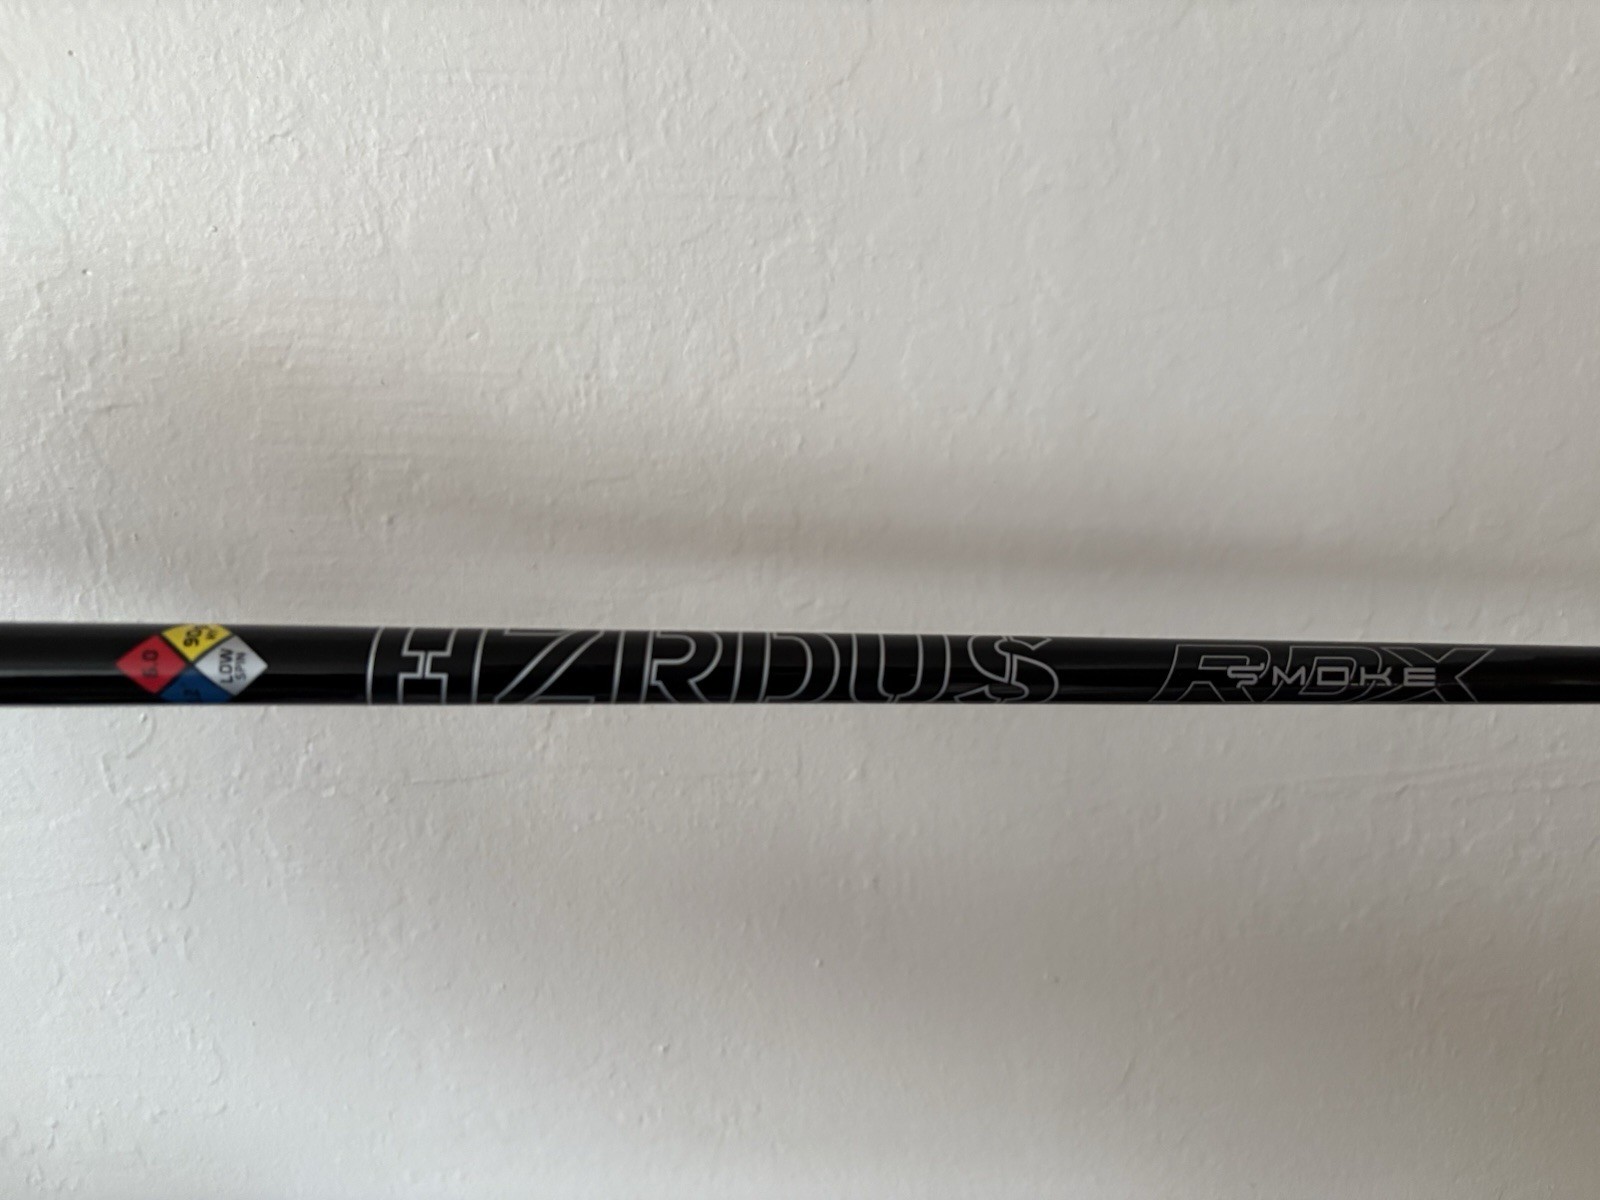 6.0
90
LOW
SPIN
HZRDUS
RDX
SMOKE